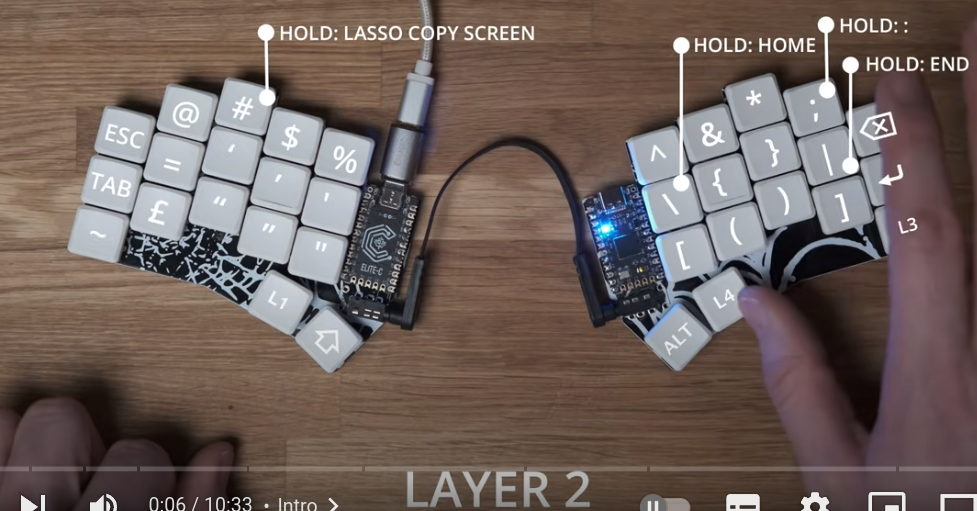 HOLD: :
HOLD: LASSO COPY SCREEN
HOLD: HOME
HOLD: END
ESC @ # $ %
^ & * ;
TAB = ‘ ’ '
\ { } |
~ £ “ ” "
[ ( ) ]
L3
L1
L4
ALT
ELITE-C
LAYER 2
0:06 / 10:33 • Intro